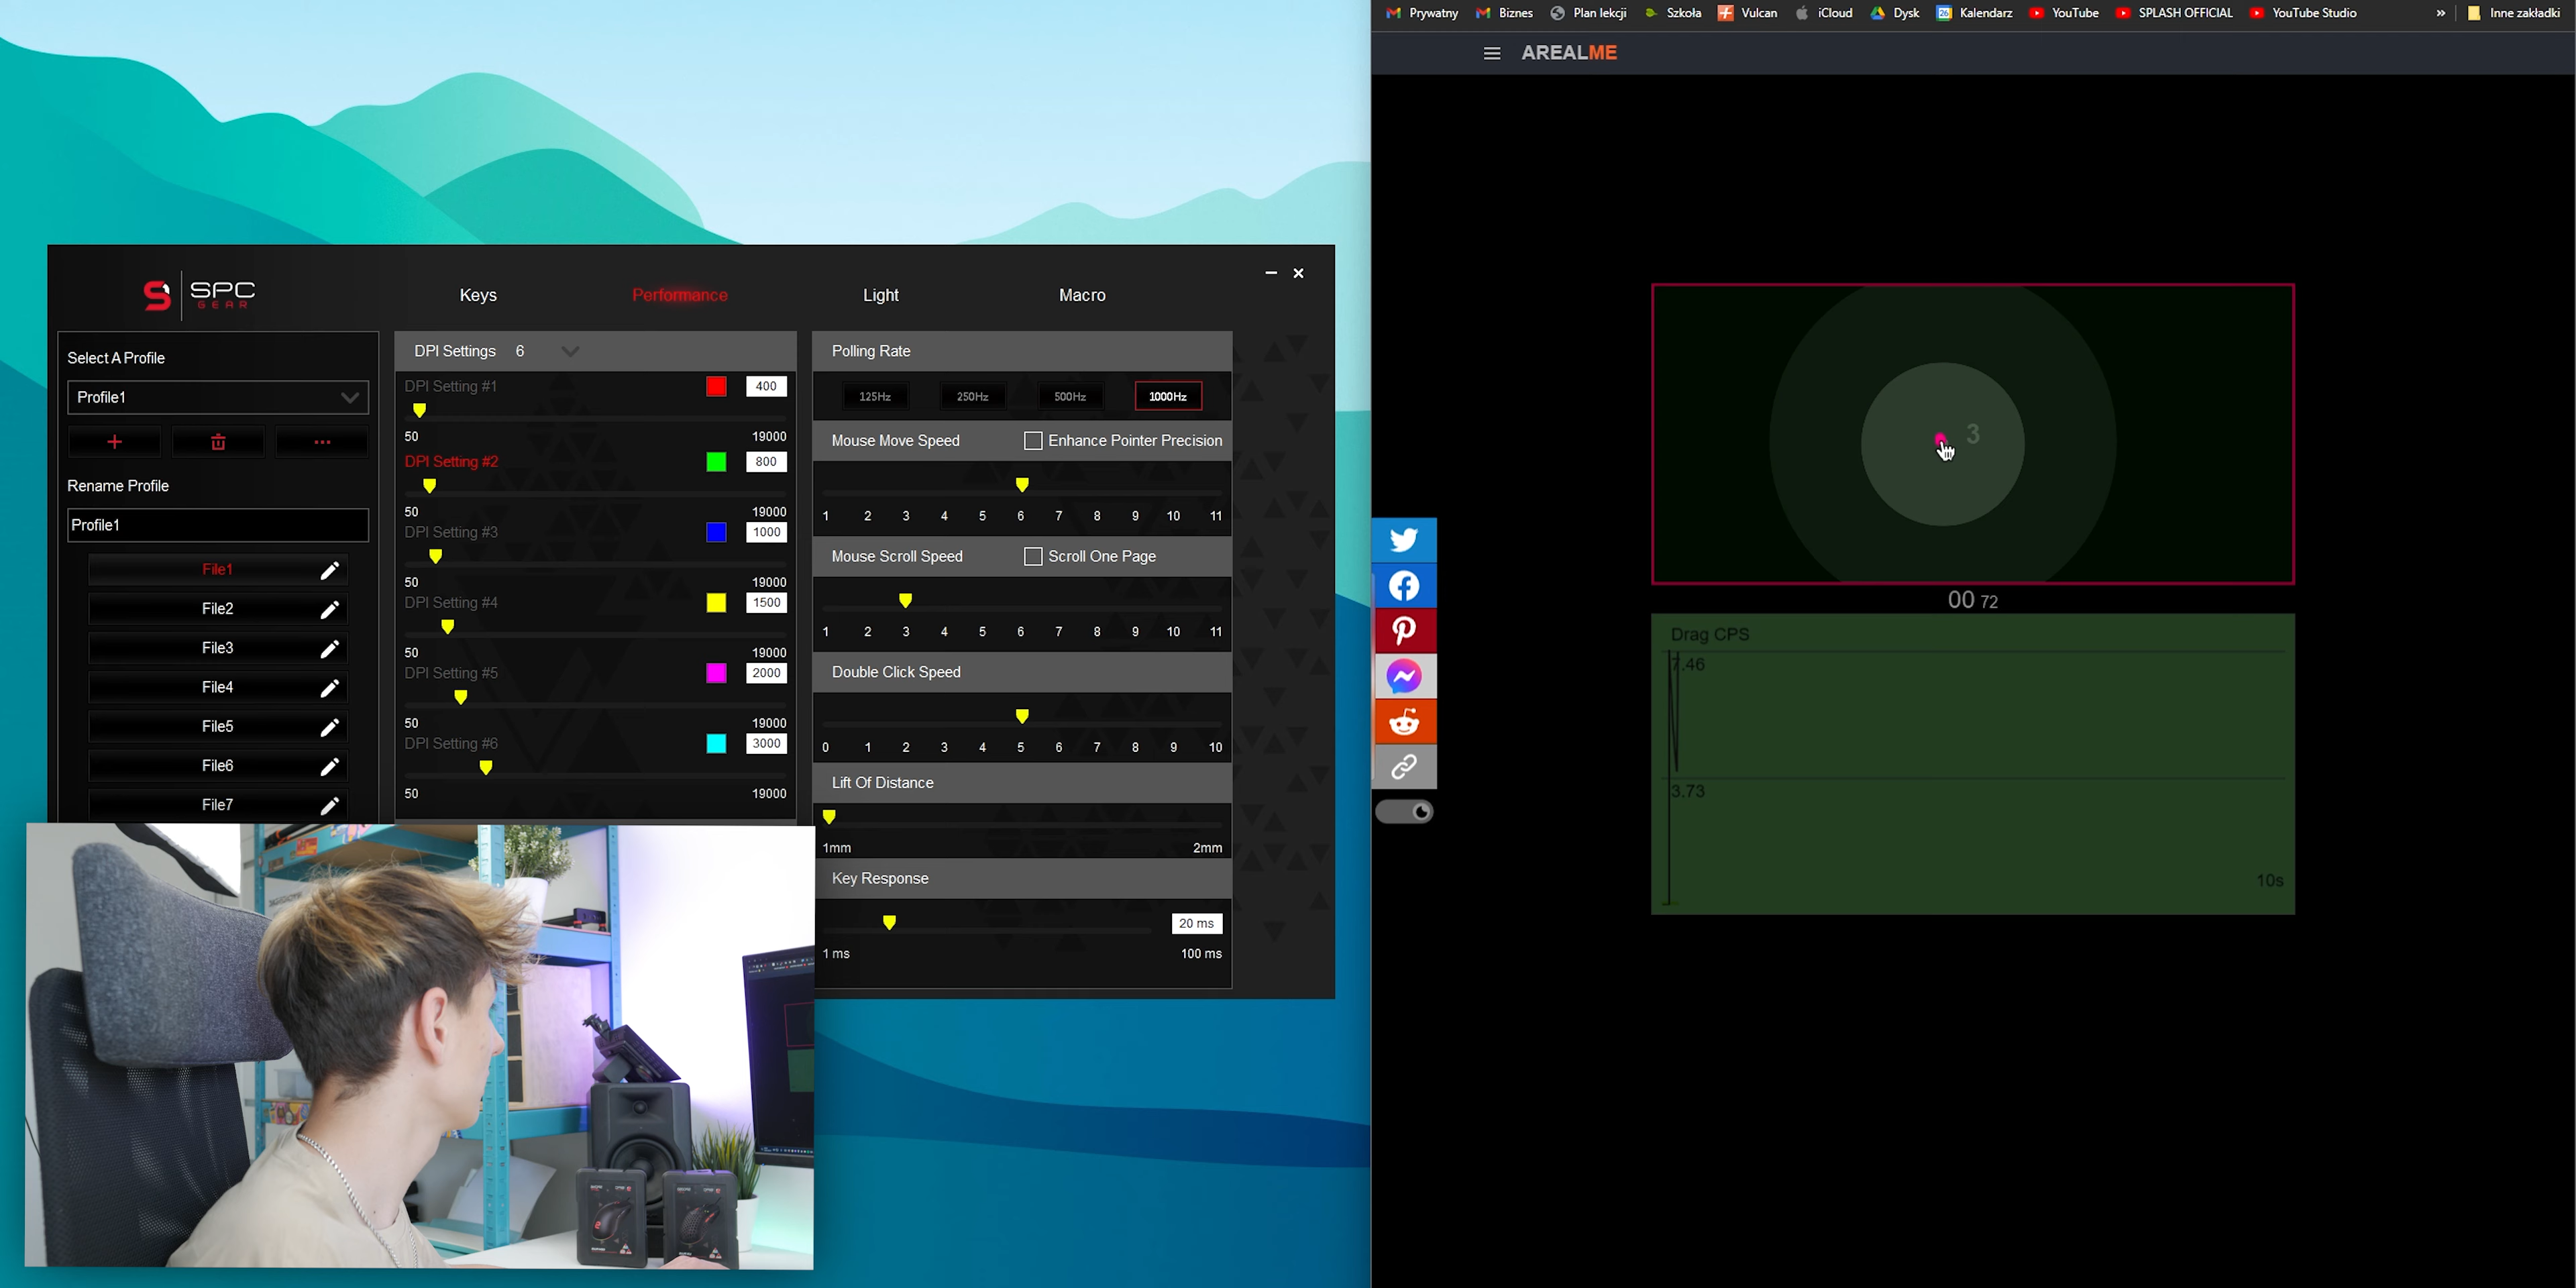 Prywatny Biznes Plan lekcji Szkoła Vulcan iCloud Dysk 26 Kalendarz YouTube SPLASH OFFICIAL YouTube Studio » Inne zakładki
AREALME
SPC
GEAR
Keys Performance Light Macro
Select A Profile
Profile1
Rename Profile
Profile1
File1
File2
File3
File4
File5
File6
File7
DPI Settings 6
DPI Setting #1 400
50 19000
DPI Setting #2 800
50 19000
DPI Setting #3 1000
50 19000
DPI Setting #4 1500
50 19000
DPI Setting #5 2000
50 19000
DPI Setting #6 3000
50 19000
Polling Rate
125Hz 250Hz 500Hz 1000Hz
Mouse Move Speed Enhance Pointer Precision
1 2 3 4 5 6 7 8 9 10 11
Mouse Scroll Speed Scroll One Page
1 2 3 4 5 6 7 8 9 10 11
Double Click Speed
0 1 2 3 4 5 6 7 8 9 10
Lift Of Distance
1mm 2mm
Key Response
20 ms
1 ms 100 ms
3
00 72
Drag CPS
7.46
3.73
10s